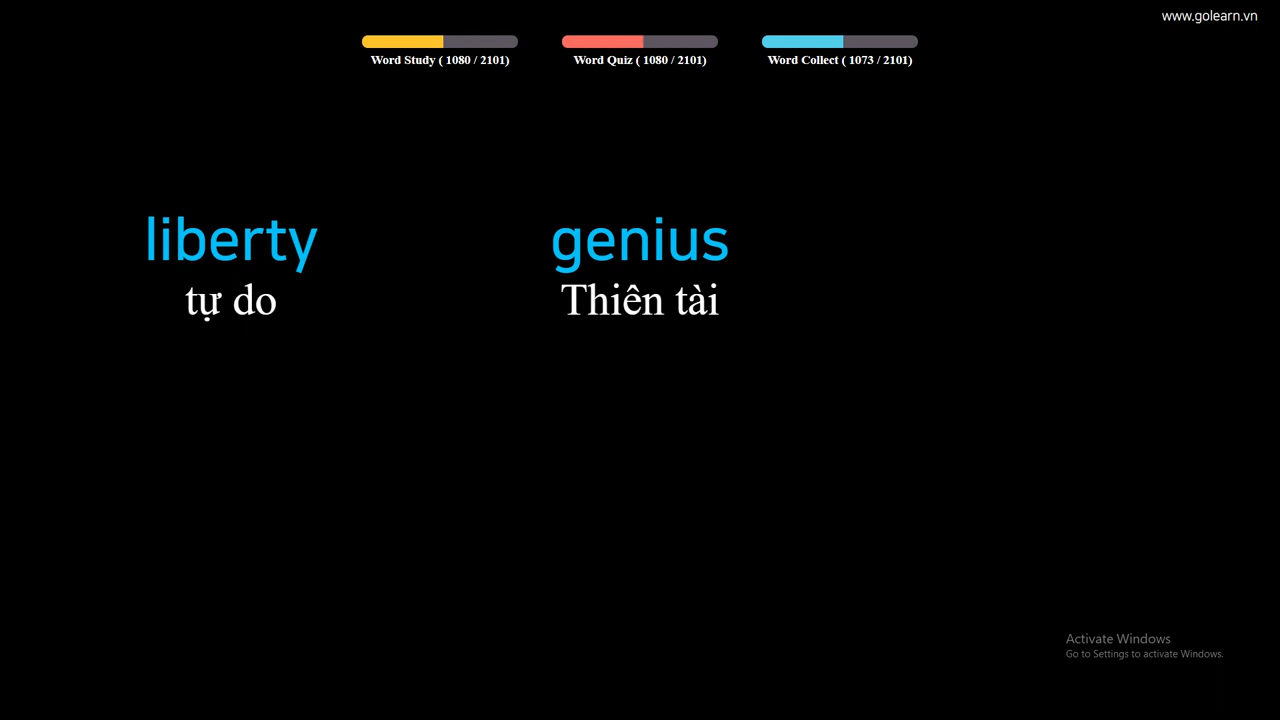 www.golearn.vn
Word Study ( 1080 / 2101)
Word Quiz ( 1080 / 2101)
Word Collect ( 1073 / 2101)
liberty
tự do
genius
Thiên tài
Activate Windows
Go to Settings to activate Windows.